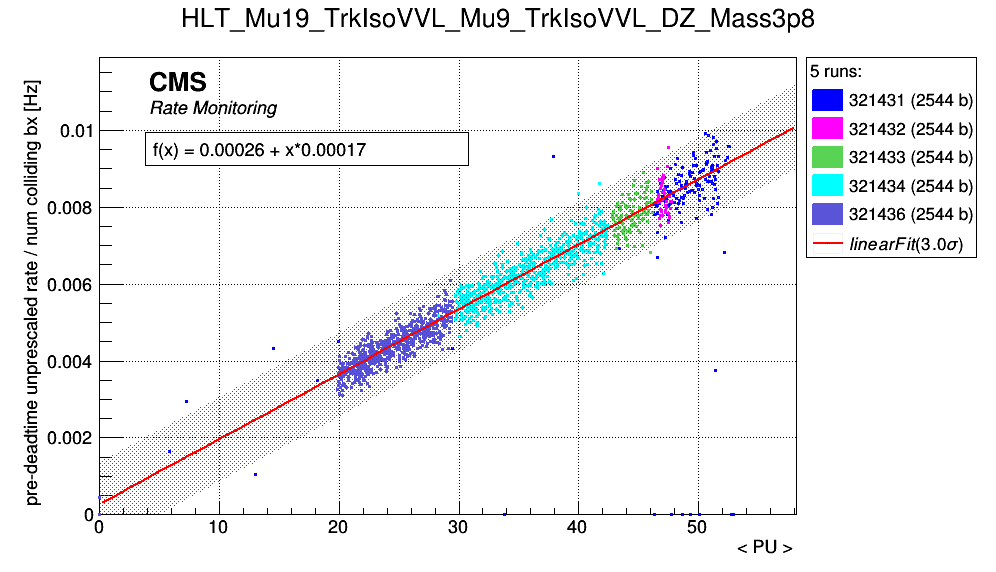 HLT_Mu19_TrkIsoVVL_Mu9_TrkIsoVVL_DZ_Mass3p8
CMS
Rate Monitoring
f(x) = 0.00026 + x*0.00017
pre-deadtime unprescaled rate / num colliding bx [Hz]
0.01
0.008
0.006
0.004
0.002
0
0 10 20 30 40 50
< PU >
5 runs:
321431 (2544 b)
321432 (2544 b)
321433 (2544 b)
321434 (2544 b)
321436 (2544 b)
linearFit(3.0σ)